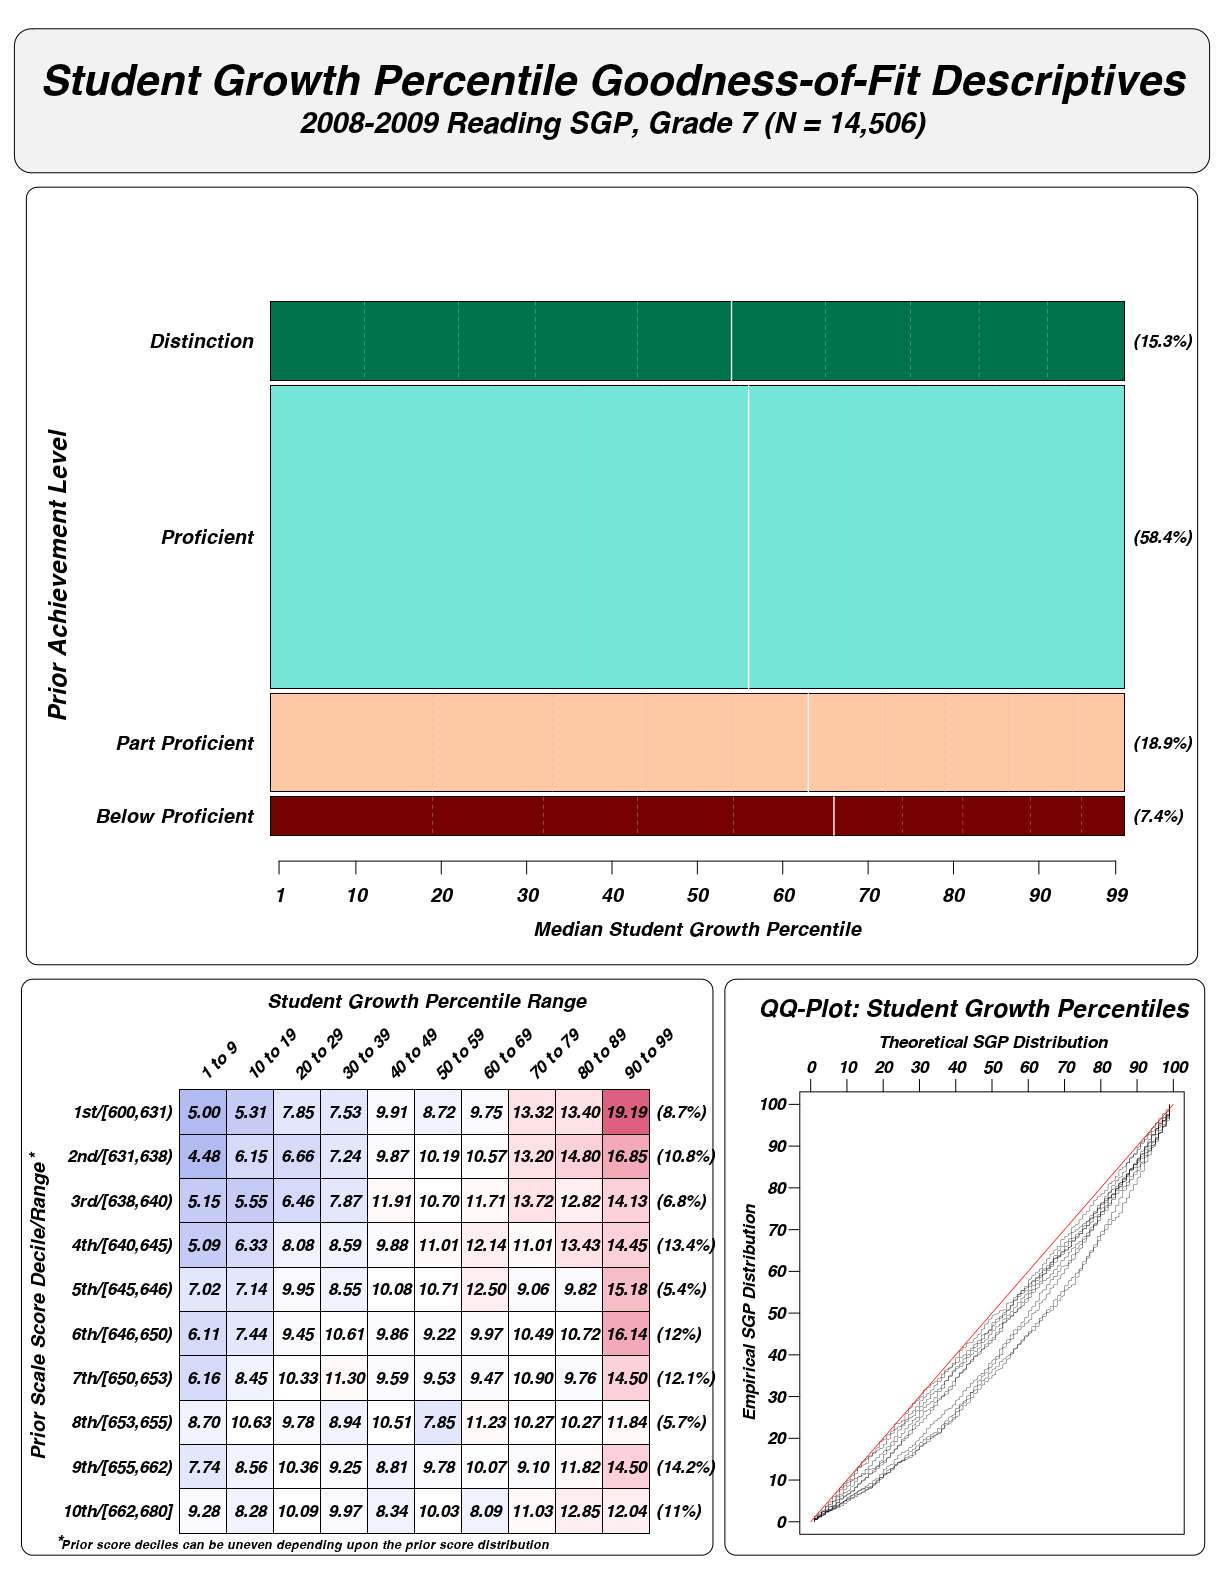 Student Growth Percentile Goodness-of-Fit Descriptives
2008-2009 Reading SGP, Grade 7 (N = 14,506)
Prior Achievement Level
Distinction (15.3%)
Proficient (58.4%)
Part Proficient (18.9%)
Below Proficient (7.4%)
1 10 20 30 40 50 60 70 80 90 99
Median Student Growth Percentile
Student Growth Percentile Range
1 to 9 10 to 19 20 to 29 30 to 39 40 to 49 50 to 59 60 to 69 70 to 79 80 to 89 90 to 99
Prior Scale Score Decile/Range*
1st/[600,631) 5.00 5.31 7.85 7.53 9.91 8.72 9.75 13.32 13.40 19.19 (8.7%)
2nd/[631,638) 4.48 6.15 6.66 7.24 9.87 10.19 10.57 13.20 14.80 16.85 (10.8%)
3rd/[638,640) 5.15 5.55 6.46 7.87 11.91 10.70 11.71 13.72 12.82 14.13 (6.8%)
4th/[640,645) 5.09 6.33 8.08 8.59 9.88 11.01 12.14 11.01 13.43 14.45 (13.4%)
5th/[645,646) 7.02 7.14 9.95 8.55 10.08 10.71 12.50 9.06 9.82 15.18 (5.4%)
6th/[646,650) 6.11 7.44 9.45 10.61 9.86 9.22 9.97 10.49 10.72 16.14 (12%)
7th/[650,653) 6.16 8.45 10.33 11.30 9.59 9.53 9.47 10.90 9.76 14.50 (12.1%)
8th/[653,655) 8.70 10.63 9.78 8.94 10.51 7.85 11.23 10.27 10.27 11.84 (5.7%)
9th/[655,662) 7.74 8.56 10.36 9.25 8.81 9.78 10.07 9.10 11.82 14.50 (14.2%)
10th/[662,680] 9.28 8.28 10.09 9.97 8.34 10.03 8.09 11.03 12.85 12.04 (11%)
*Prior score deciles can be uneven depending upon the prior score distribution
QQ-Plot: Student Growth Percentiles
Theoretical SGP Distribution
0 10 20 30 40 50 60 70 80 90 100
Empirical SGP Distribution
100
90
80
70
60
50
40
30
20
10
0